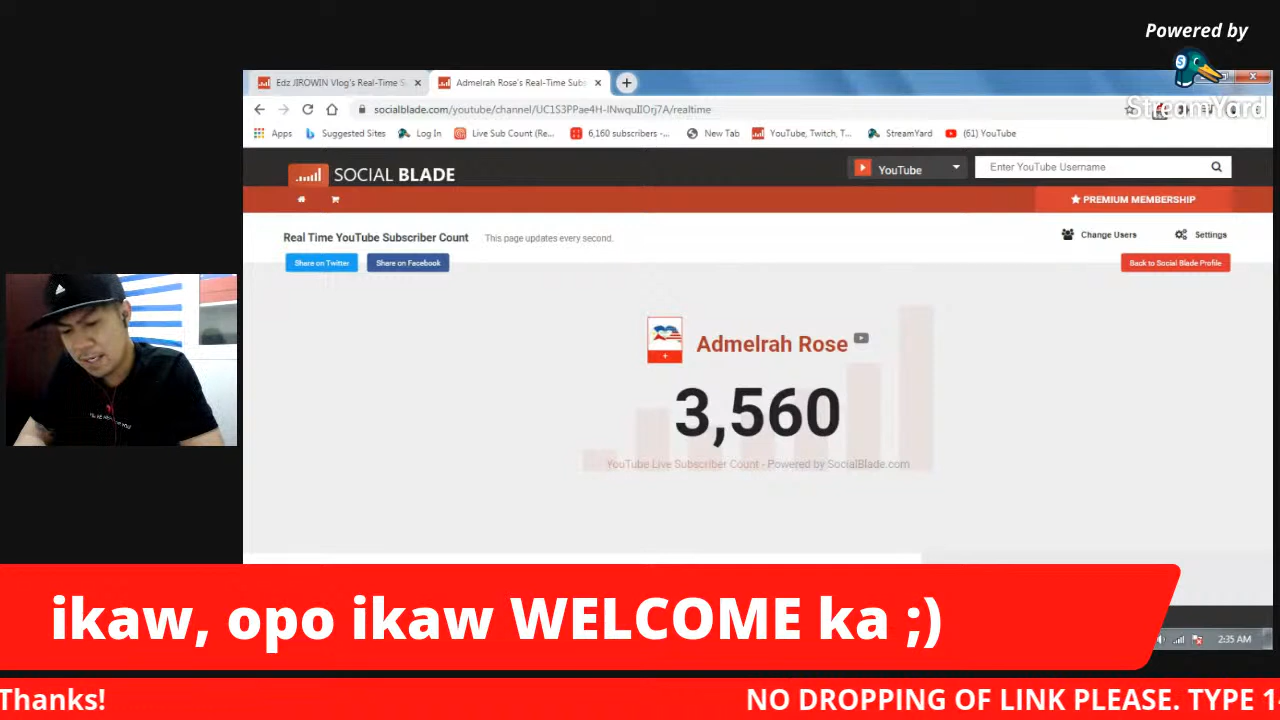 Powered by
StreamYard
Edz JIROWIN Vlog's Real-Time S
Admelrah Rose's Real-Time Subs
socialblade.com/youtube/channel/UC1S3PPae4H-INwquIIOrj7A/realtime
Apps
Suggested Sites
Log In
Live Sub Count (Re...
6,160 subscribers -...
New Tab
YouTube, Twitch, T...
StreamYard
(61) YouTube
SOCIAL BLADE
YouTube
Enter YouTube Username
PREMIUM MEMBERSHIP
Real Time YouTube Subscriber Count
This page updates every second.
Change Users
Settings
Share on Twitter
Share on Facebook
Back to Social Blade Profile
Admelrah Rose
3,560
YouTube Live Subscriber Count - Powered by SocialBlade.com
ikaw, opo ikaw WELCOME ka ;)
2:35 AM
Thanks!
NO DROPPING OF LINK PLEASE. TYPE 1